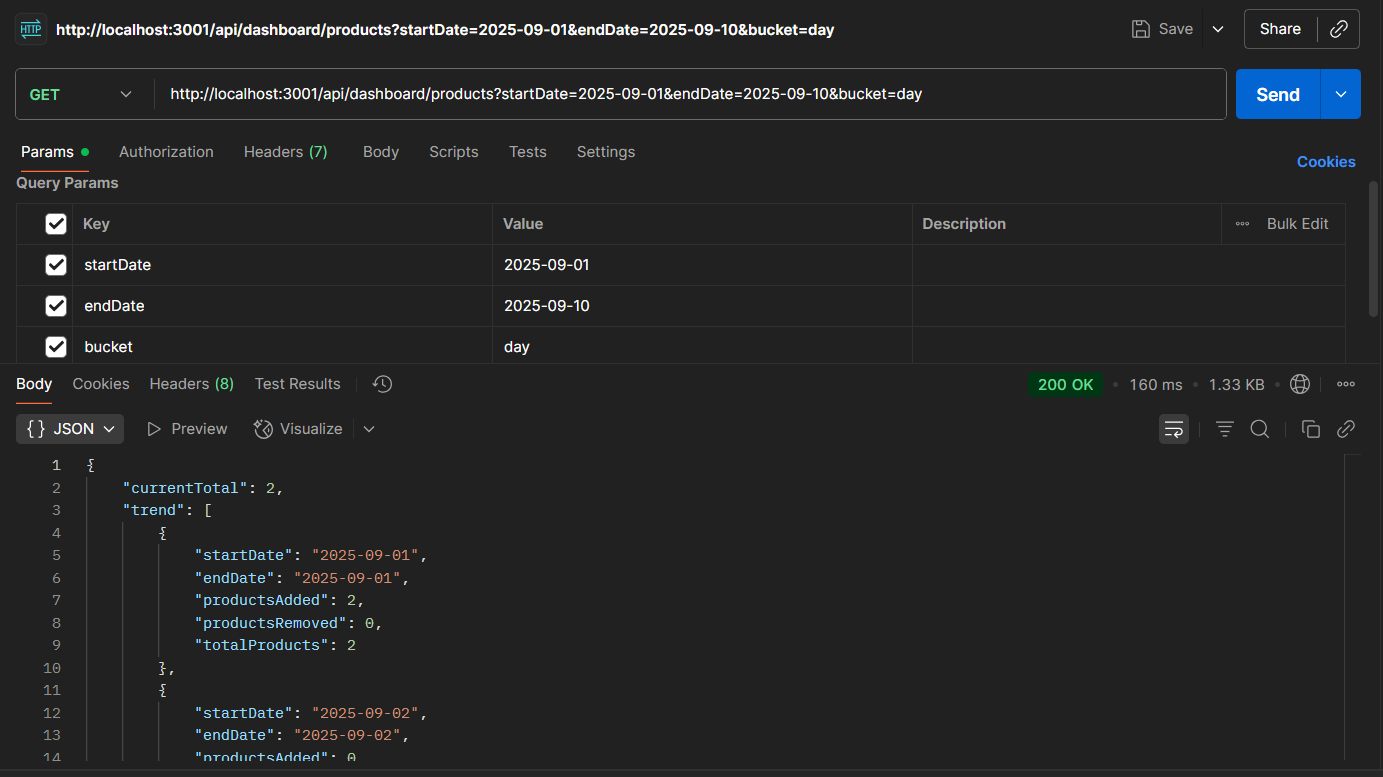 HTTP http://localhost:3001/api/dashboard/products?startDate=2025-09-01&endDate=2025-09-10&bucket=day Save Share
GET http://localhost:3001/api/dashboard/products?startDate=2025-09-01&endDate=2025-09-10&bucket=day Send
Params Authorization Headers (7) Body Scripts Tests Settings Cookies
Query Params
Key Value Description Bulk Edit
startDate 2025-09-01
endDate 2025-09-10
bucket day
Body Cookies Headers (8) Test Results 200 OK 160 ms 1.33 KB
{} JSON Preview Visualize
1 {
2 "currentTotal": 2,
3 "trend": [
4 {
5 "startDate": "2025-09-01",
6 "endDate": "2025-09-01",
7 "productsAdded": 2,
8 "productsRemoved": 0,
9 "totalProducts": 2
10 },
11 {
12 "startDate": "2025-09-02",
13 "endDate": "2025-09-02",
14 "productsAdded": 0